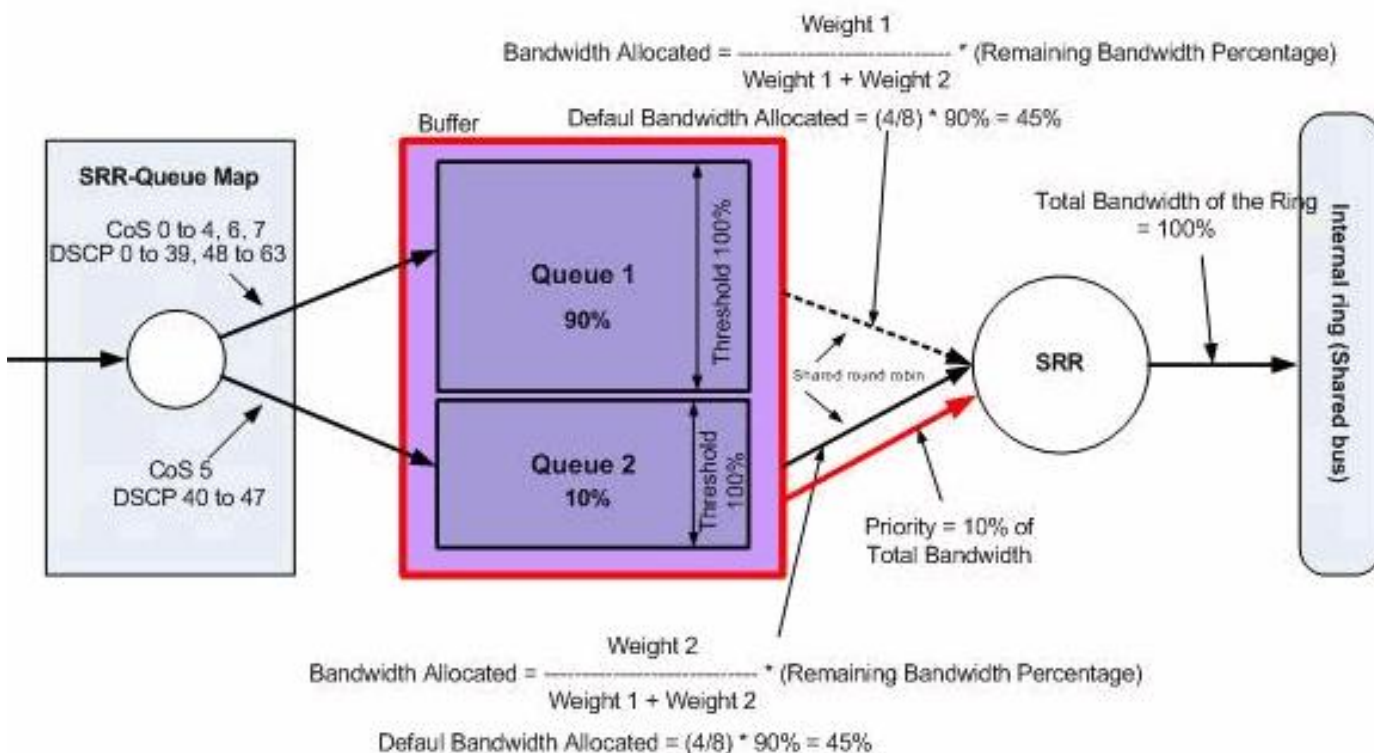 Weight 1
Bandwidth Allocated = ---------------------------- * (Remaining Bandwidth Percentage)
Weight 1 + Weight 2
Defaul Bandwidth Allocated = (4/8) * 90% = 45%
Buffer
SRR-Queue Map
CoS 0 to 4, 6, 7
DSCP 0 to 39, 48 to 63
CoS 5
DSCP 40 to 47
Queue 1
90%
Threshold 100%
Queue 2
10%
Threshold
100%
Shared round robin
SRR
Total Bandwidth of the Ring
= 100%
Priority = 10% of
Total Bandwidth
Internal ring (Shared bus)
Weight 2
Bandwidth Allocated = ---------------------------- * (Remaining Bandwidth Percentage)
Weight 1 + Weight 2
Defaul Bandwidth Allocated = (4/8) * 90% = 45%